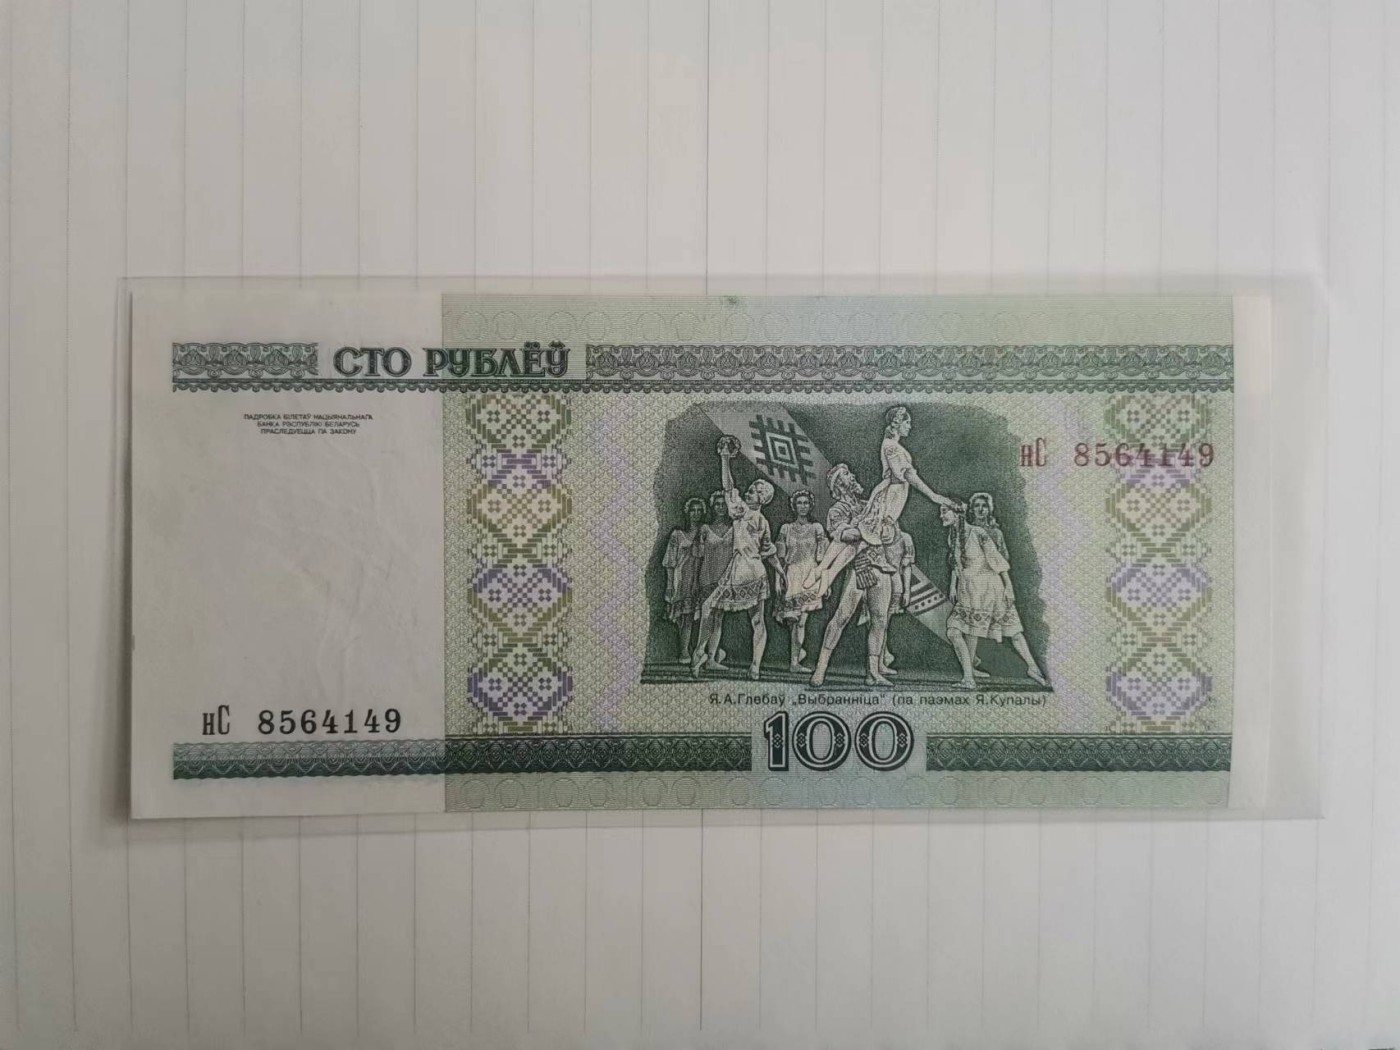 СТО РУБЛЁЎ
ПАДРОБКА БІЛЕТАЎ НАЦЫЯНАЛЬНАГА
БАНКА РЭСПУБЛІКІ БЕЛАРУСЬ
ПРАСЛЕДУЕЦЦА ПА ЗАКОНУ
нС 8564149
Я.А.Глебаў „Выбранніца" (па паэмах Я.Купалы)
нС 8564149
100